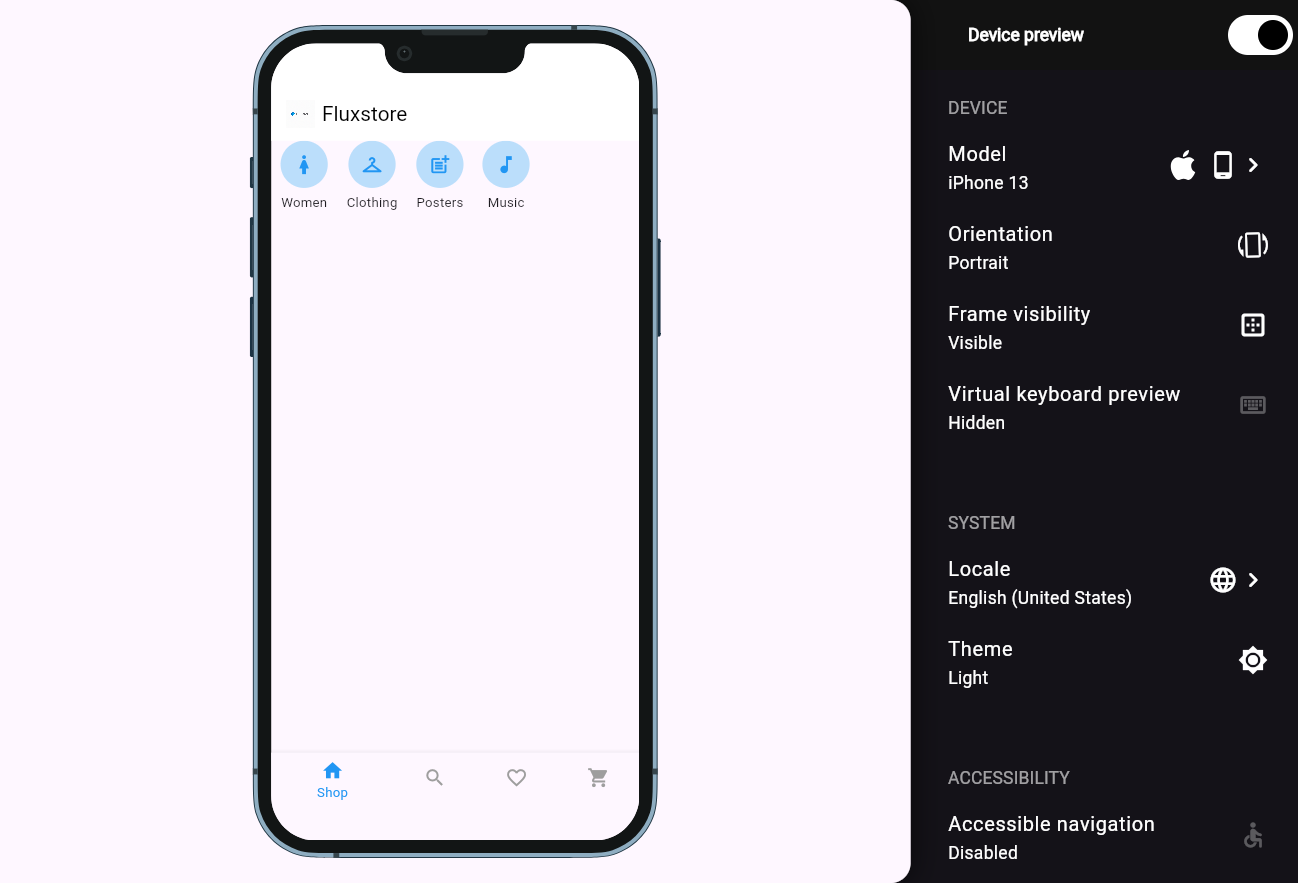 Device preview
Fluxstore
Women Clothing Posters Music
Shop
DEVICE
Model
iPhone 13
Orientation
Portrait
Frame visibility
Visible
Virtual keyboard preview
Hidden
SYSTEM
Locale
English (United States)
Theme
Light
ACCESSIBILITY
Accessible navigation
Disabled